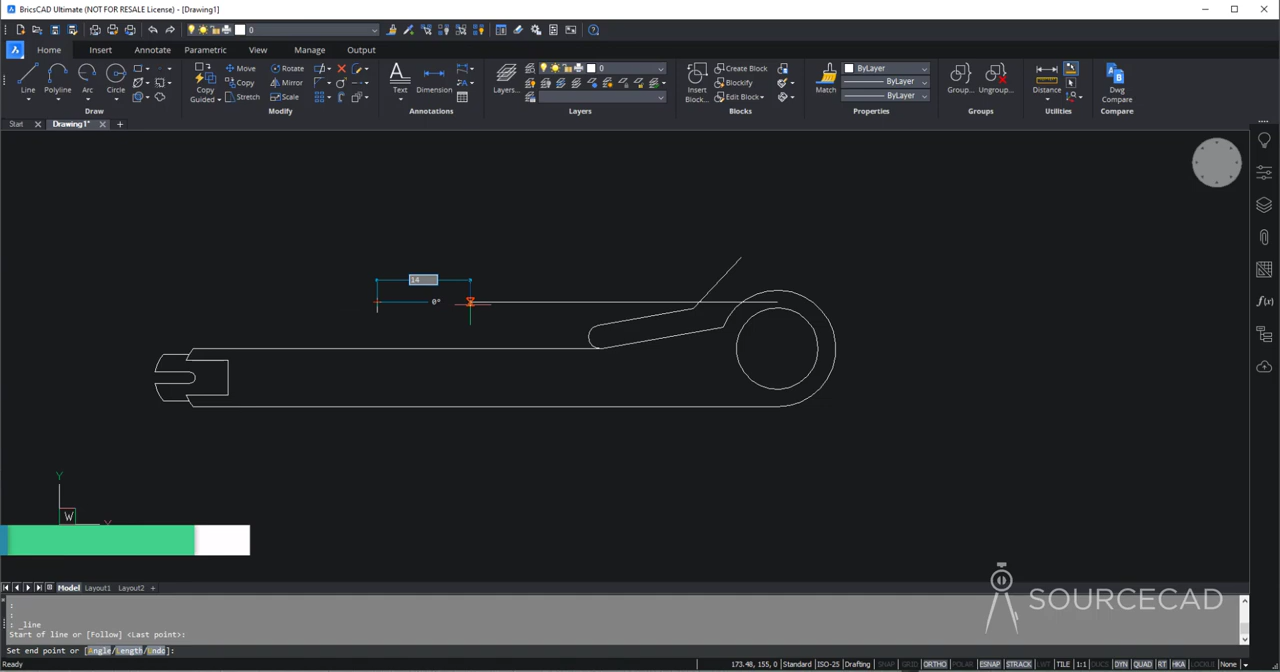 BricsCAD Ultimate (NOT FOR RESALE License) - [Drawing1]
0
Home Insert Annotate Parametric View Manage Output
Line Polyline Arc Circle
Copy Guided... Move Copy Stretch Rotate Mirror Scale
Text Dimension
Layers... 0
Insert Block... Create Block Blockify Edit Block
Match ByLayer ByLayer ByLayer
Group... Ungroup...
Distance
Dwg Compare
Draw Modify Annotations Layers Blocks Properties Groups Utilities Compare
Start Drawing1*
14
0°
Y
W
X
Model Layout1 Layout2
SOURCECAD
:
:
: _line
Start of line or [Follow] <Last point>:
Set end point or [Angle/Length/Undo]:
Ready 173.48, 155, 0 Standard ISO-25 Drafting SNAP GRID ORTHO POLAR ESNAP STRACK LWT TILE 1:1 DUCS DYN QUAD RT HKA LOCKUI None
f(x)